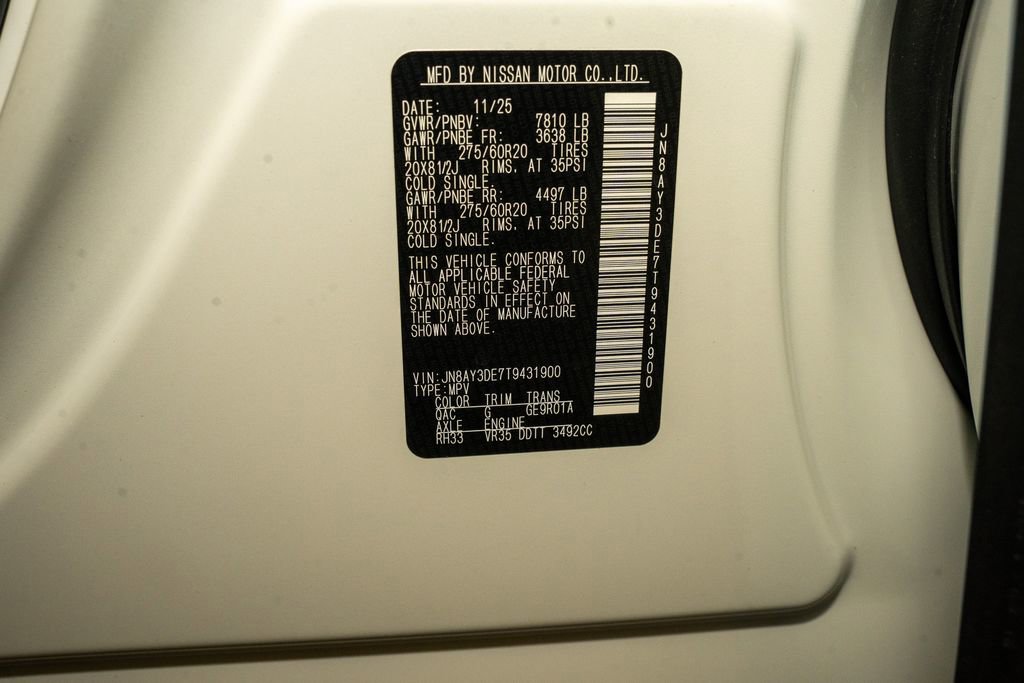 MFD BY NISSAN MOTOR CO.,LTD.
DATE: 11/25
GVWR/PNBV: 7810 LB
GAWR/PNBE FR: 3638 LB
WITH 275/60R20 TIRES
20X81/2J RIMS. AT 35PSI
COLD SINGLE.
GAWR/PNBE RR: 4497 LB
WITH 275/60R20 TIRES
20X81/2J RIMS. AT 35PSI
COLD SINGLE.
THIS VEHICLE CONFORMS TO
ALL APPLICABLE FEDERAL
MOTOR VEHICLE SAFETY
STANDARDS IN EFFECT ON
THE DATE OF MANUFACTURE
SHOWN ABOVE.
VIN:JN8AY3DE7T9431900
TYPE:MPV
COLOR TRIM TRANS
QAC G GE9R01A
AXLE ENGINE
RH33 VR35 DDTT 3492CC
JN8AY3DE7T9431900